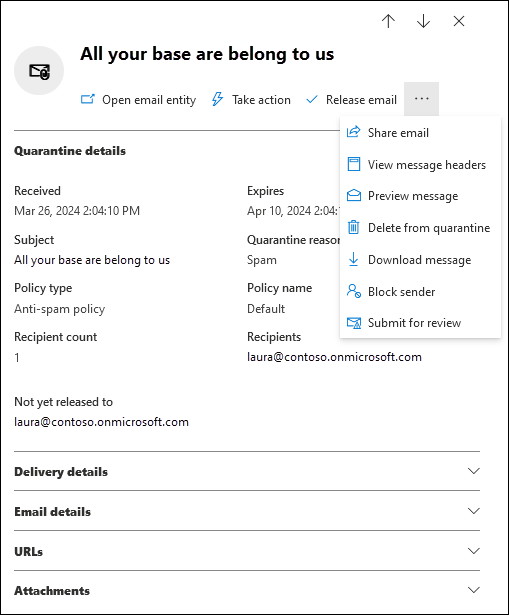 All your base are belong to us
Open email entity
Take action
Release email
...
Share email
View message headers
Preview message
Delete from quarantine
Download message
Block sender
Submit for review
Quarantine details
Received
Expires
Mar 26, 2024 2:04:10 PM
Apr 10, 2024 2:04:
Subject
Quarantine reason
All your base are belong to us
Spam
Policy type
Policy name
Anti-spam policy
Default
Recipient count
Recipients
1
laura@contoso.onmicrosoft.com
Not yet released to
laura@contoso.onmicrosoft.com
Delivery details
Email details
URLs
Attachments